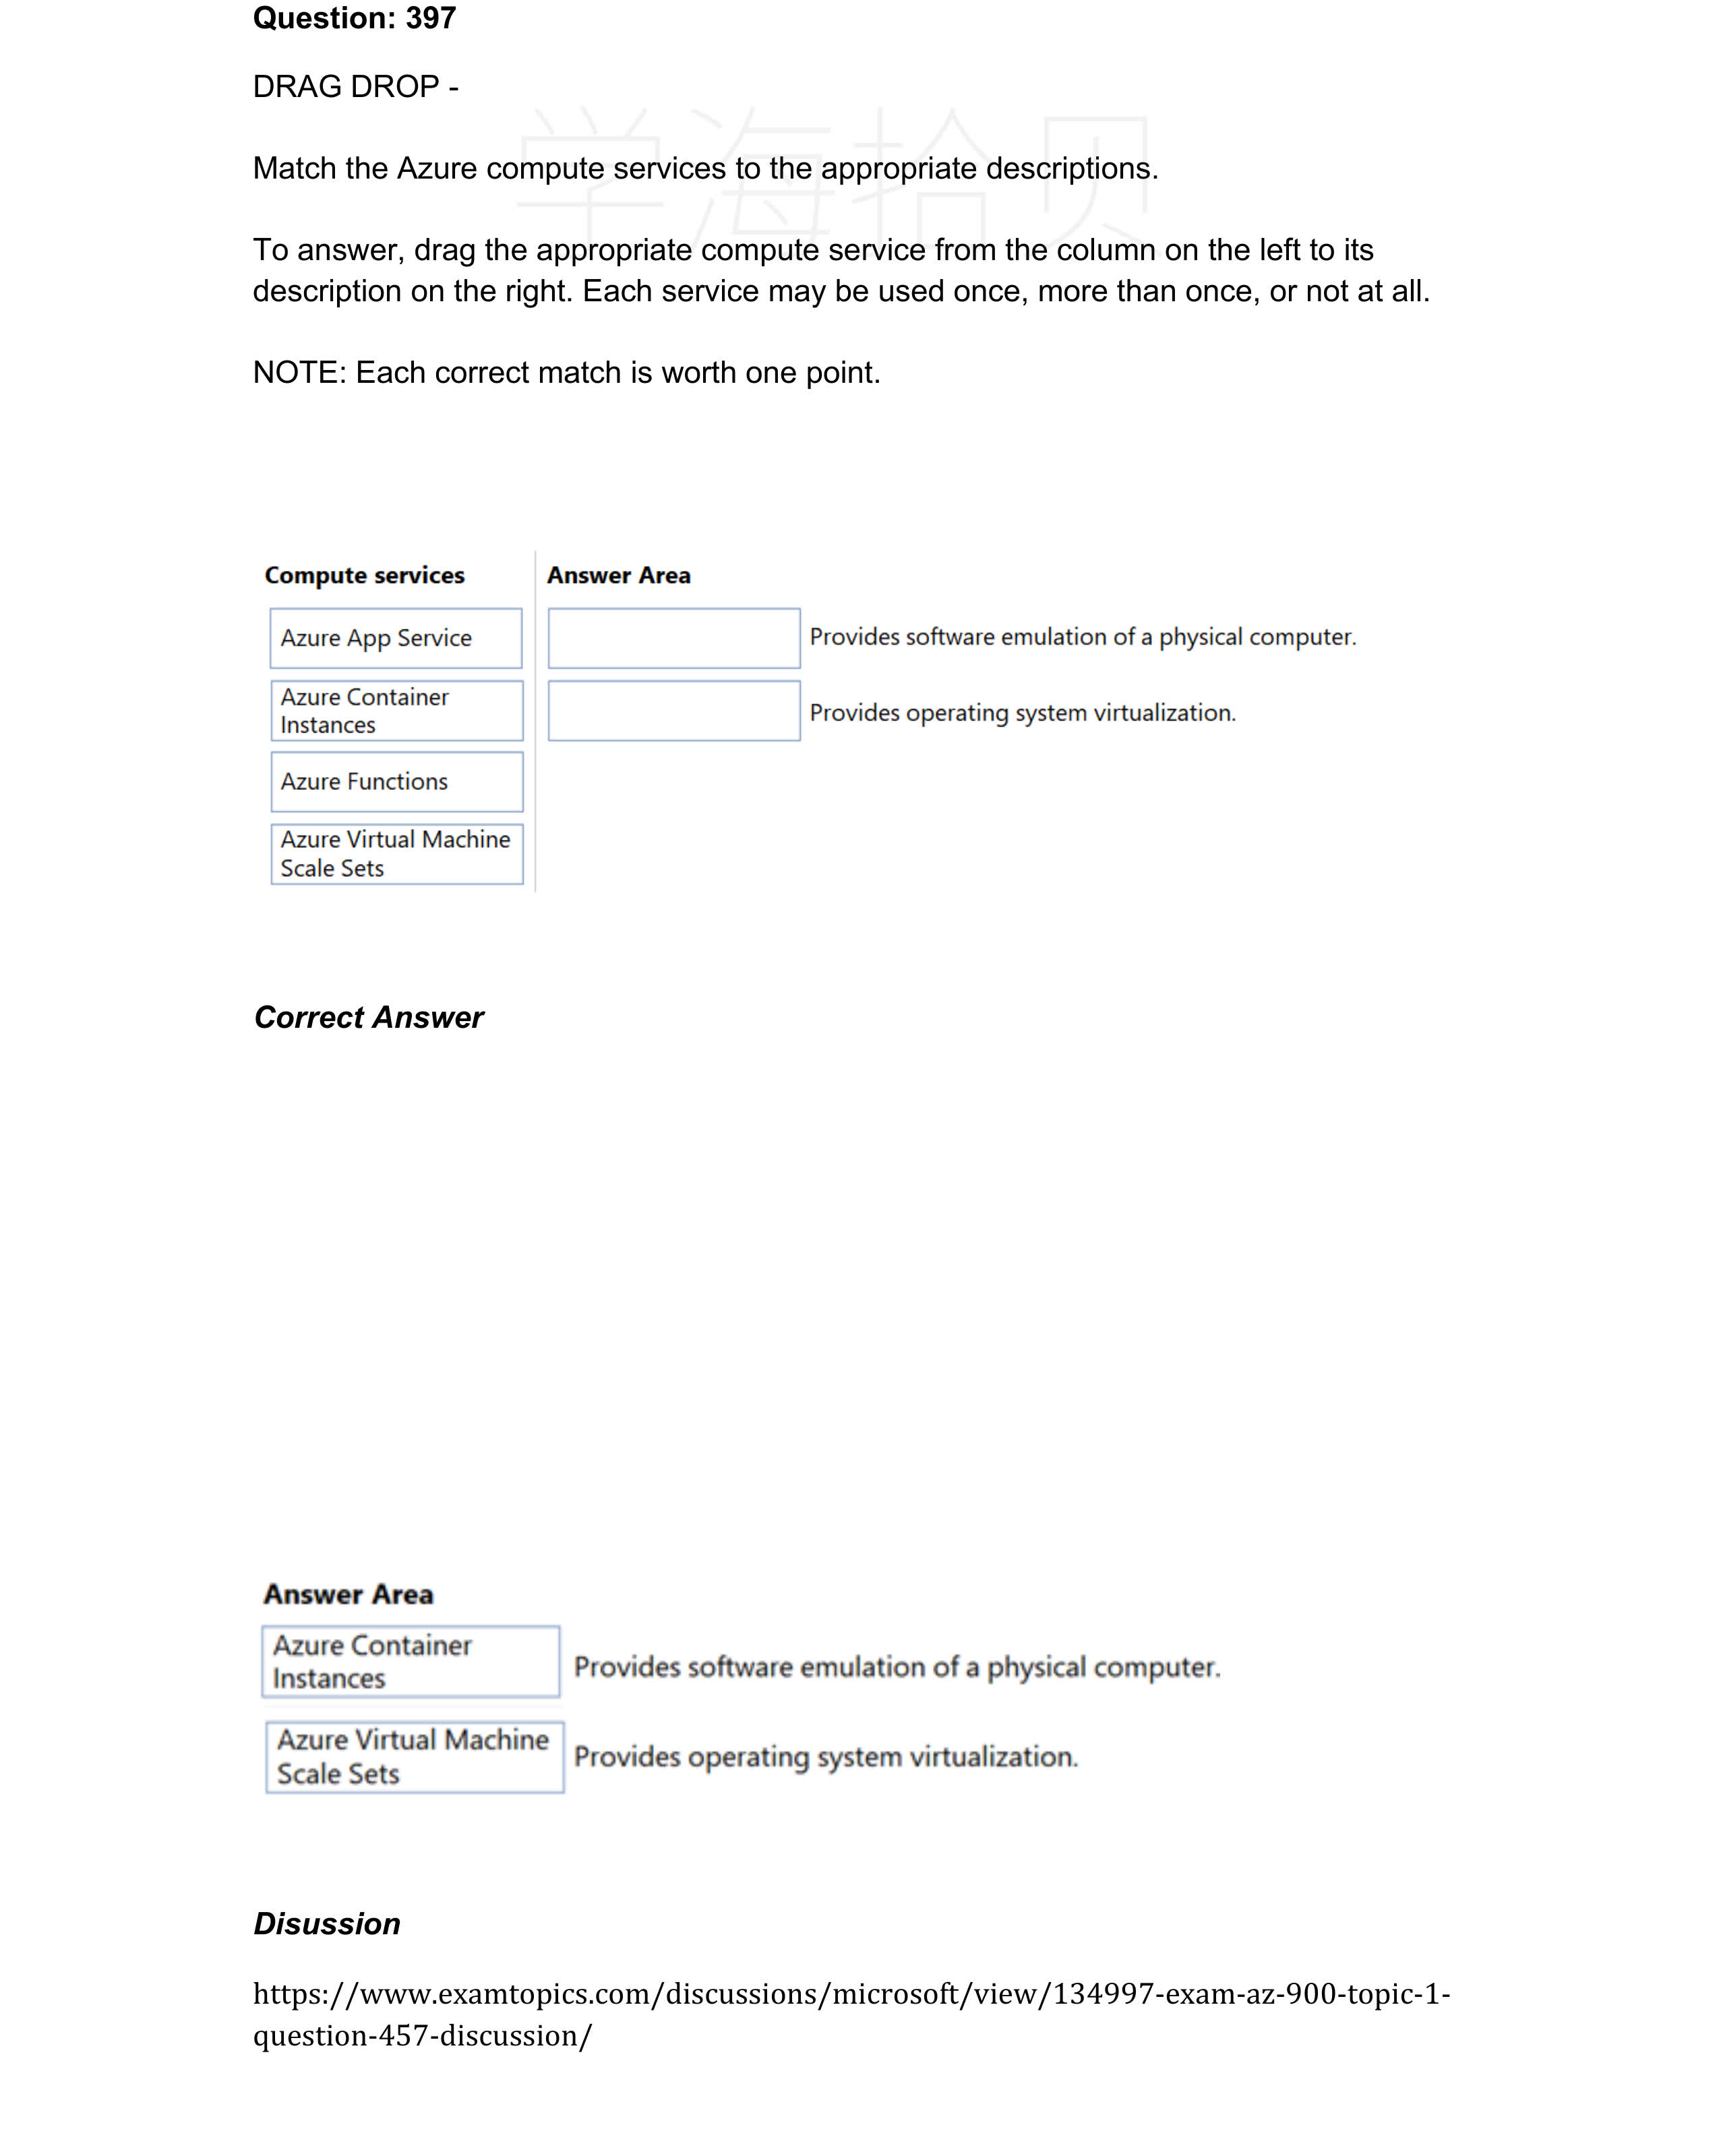 Question: 397
DRAG DROP -
学海拾贝
Match the Azure compute services to the appropriate descriptions.
To answer, drag the appropriate compute service from the column on the left to its
description on the right. Each service may be used once, more than once, or not at all.
NOTE: Each correct match is worth one point.
Compute services
Answer Area
Azure App Service
Provides software emulation of a physical computer.
Azure Container
Instances
Provides operating system virtualization.
Azure Functions
Azure Virtual Machine
Scale Sets
Correct Answer
Answer Area
Azure Container
Instances
Provides software emulation of a physical computer.
Azure Virtual Machine
Scale Sets
Provides operating system virtualization.
Disussion
https://www.examtopics.com/discussions/microsoft/view/134997-exam-az-900-topic-1-
question-457-discussion/